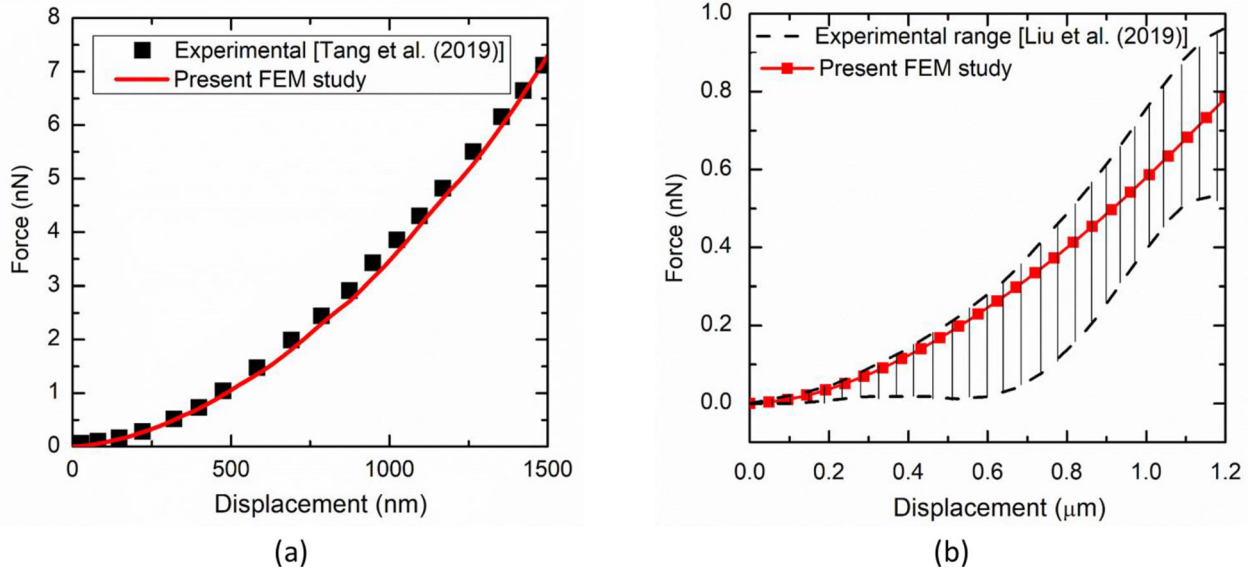 8
7
6
5
4
3
2
1
0
Force (nN)
Experimental [Tang et al. (2019)]
Present FEM study
0 500 1000 1500
Displacement (nm)
(a)
1.0
0.8
0.6
0.4
0.2
0.0
Force (nN)
Experimental range [Liu et al. (2019)]
Present FEM study
0.0 0.2 0.4 0.6 0.8 1.0 1.2
Displacement (μm)
(b)